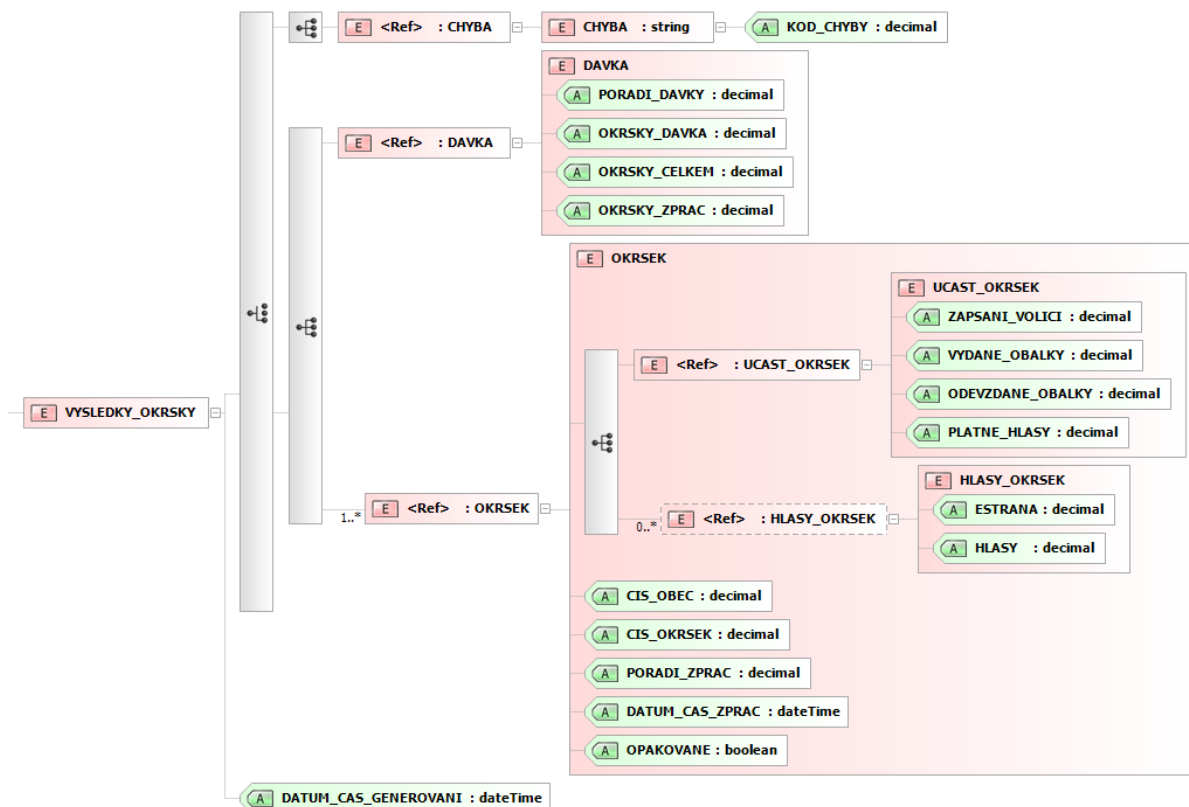 E <Ref> : CHYBA
E CHYBA : string
A KOD_CHYBY : decimal
E DAVKA
A PORADI_DAVKY : decimal
E <Ref> : DAVKA
A OKRSKY_DAVKA : decimal
A OKRSKY_CELKEM : decimal
A OKRSKY_ZPRAC : decimal
E OKRSEK
E UCAST_OKRSEK
A ZAPSANI_VOLICI : decimal
E <Ref> : UCAST_OKRSEK
A VYDANE_OBALKY : decimal
A ODEVZDANE_OBALKY : decimal
E VYSLEDKY_OKRSKY
A PLATNE_HLASY : decimal
E HLASY_OKRSEK
1..* E <Ref> : OKRSEK
A ESTRANA : decimal
0..* E <Ref> : HLASY_OKRSEK
A HLASY : decimal
A CIS_OBEC : decimal
A CIS_OKRSEK : decimal
A PORADI_ZPRAC : decimal
A DATUM_CAS_ZPRAC : dateTime
A OPAKOVANE : boolean
A DATUM_CAS_GENEROVANI : dateTime